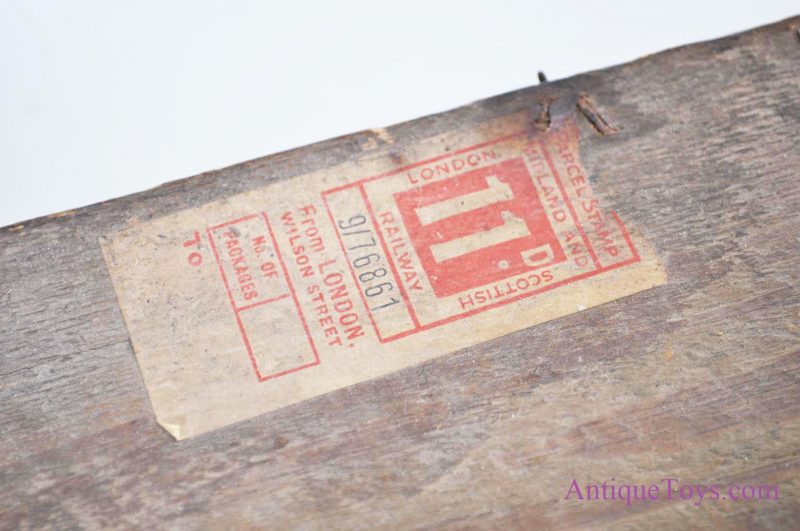 PARCEL STAMP
MIDLAND AND
LONDON
SCOTTISH
11D.
RAILWAY
9/76861
From LONDON,
WILSON STREET
NO. OF
PACKAGES
TO
AntiqueToys.com